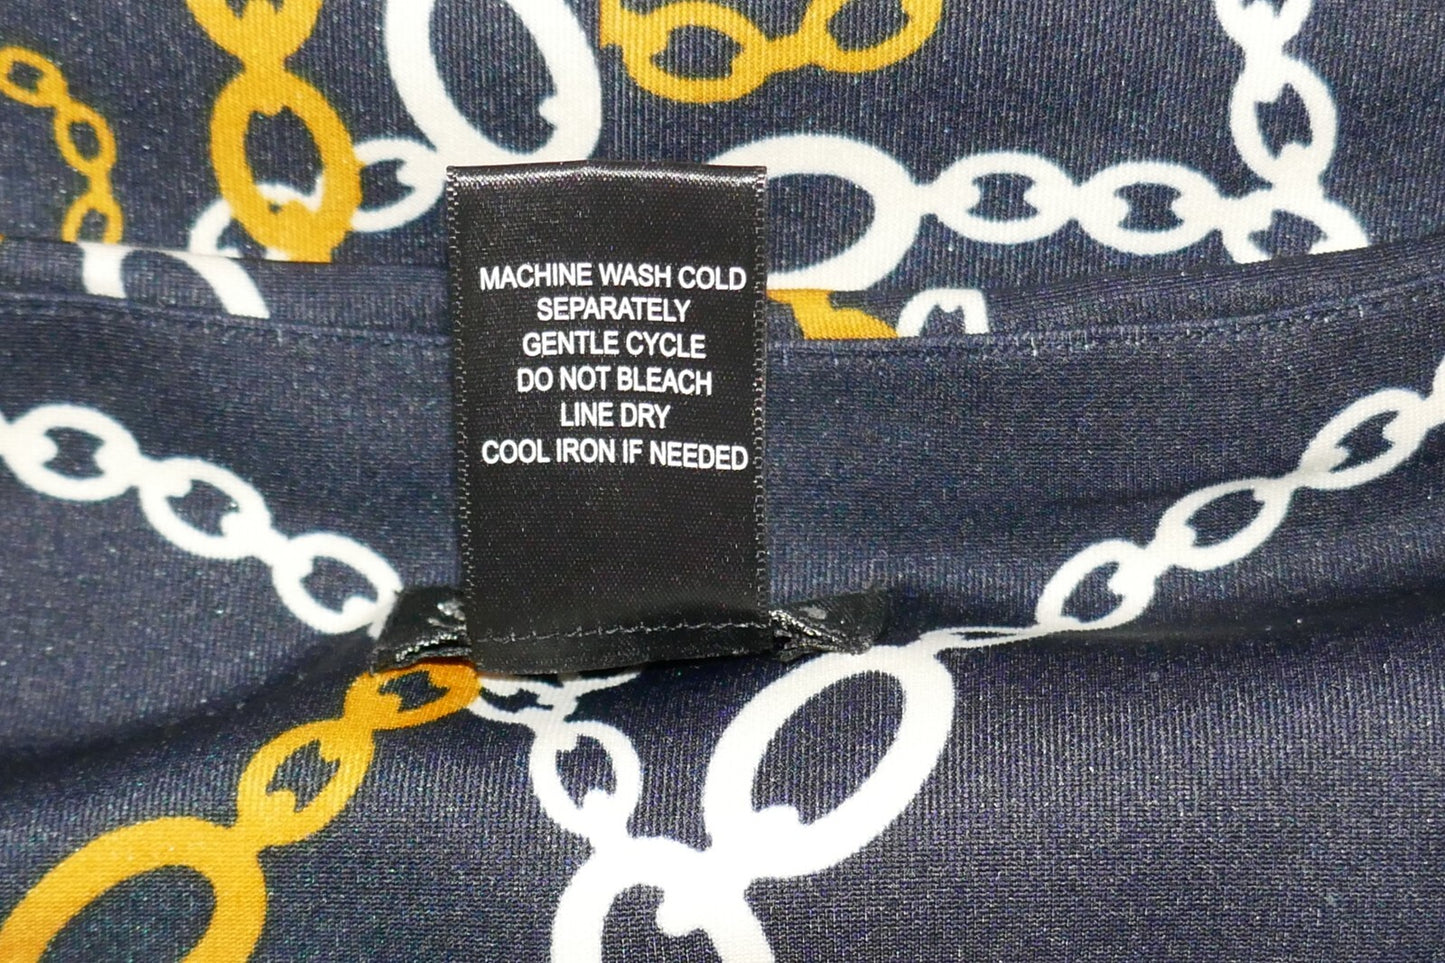 MACHINE WASH COLD
SEPARATELY
GENTLE CYCLE
DO NOT BLEACH
LINE DRY
COOL IRON IF NEEDED